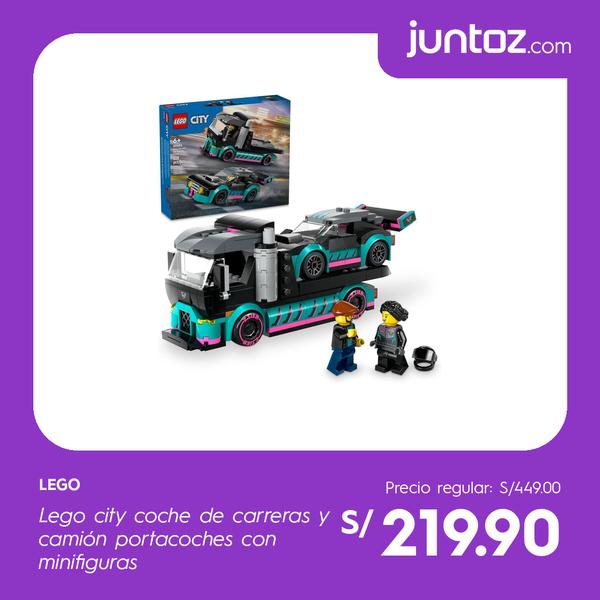 juntoz.com
LEGO CITY
6+
LEGO
Precio regular: S/449.00
Lego city coche de carreras y
camión portacoches con
minifiguras
S/ 219.90